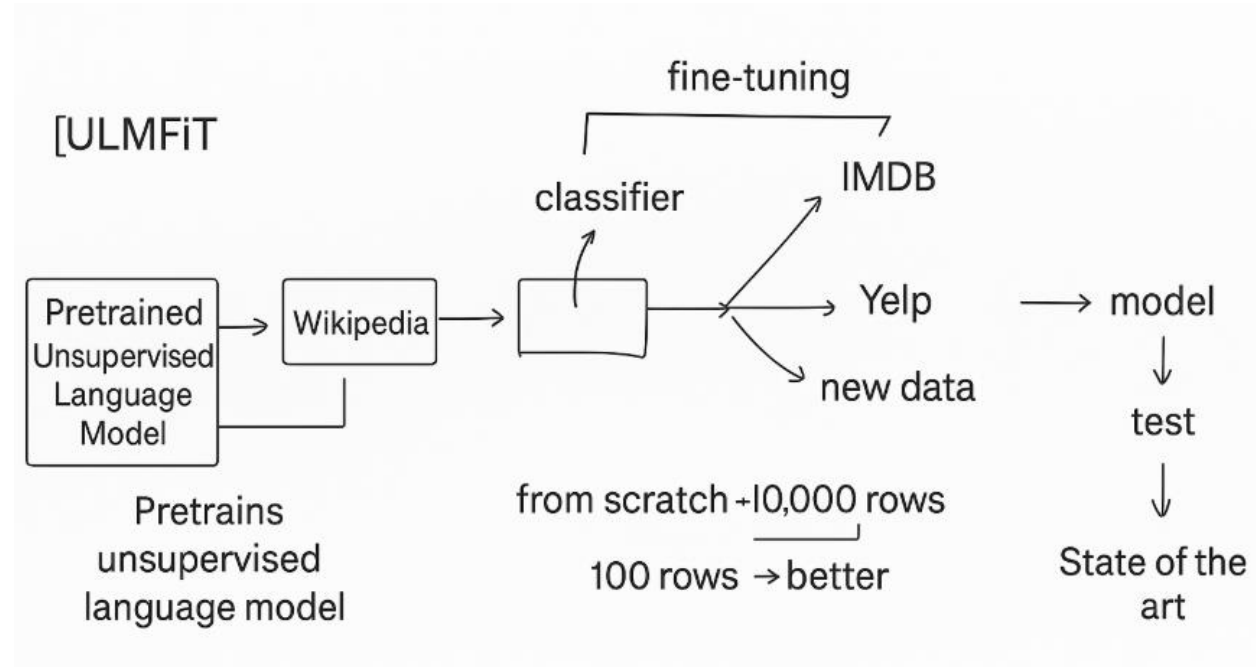 fine-tuning
[ULMFiT
classifier
IMDB
Pretrained
Unsupervised
Language
Model
Wikipedia
Yelp
model
new data
test
Pretrains
unsupervised
language model
from scratch → 10,000 rows
100 rows → better
State of the
art